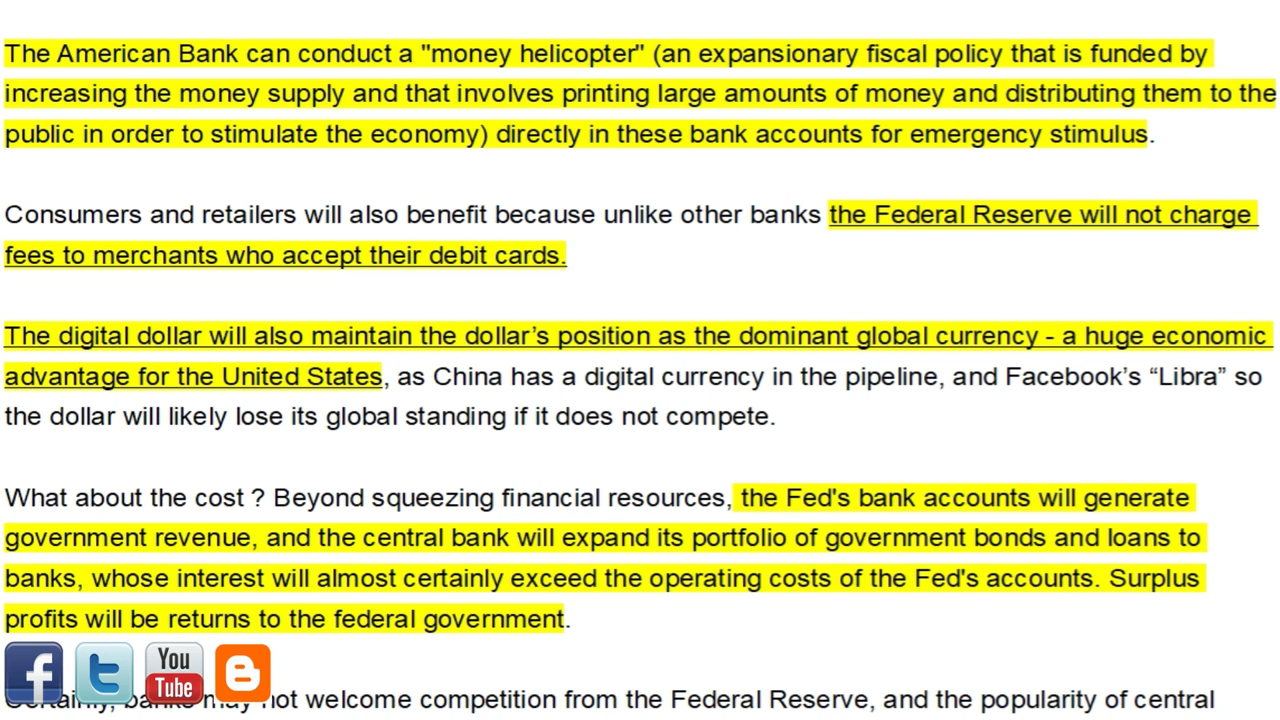 The American Bank can conduct a "money helicopter" (an expansionary fiscal policy that is funded by
increasing the money supply and that involves printing large amounts of money and distributing them to the
public in order to stimulate the economy) directly in these bank accounts for emergency stimulus.
Consumers and retailers will also benefit because unlike other banks the Federal Reserve will not charge
fees to merchants who accept their debit cards.
The digital dollar will also maintain the dollar’s position as the dominant global currency - a huge economic
advantage for the United States, as China has a digital currency in the pipeline, and Facebook’s “Libra” so
the dollar will likely lose its global standing if it does not compete.
What about the cost ? Beyond squeezing financial resources, the Fed's bank accounts will generate
government revenue, and the central bank will expand its portfolio of government bonds and loans to
banks, whose interest will almost certainly exceed the operating costs of the Fed's accounts. Surplus
profits will be returns to the federal government.
f t You Tube B
Certainly, banks may not welcome competition from the Federal Reserve, and the popularity of central